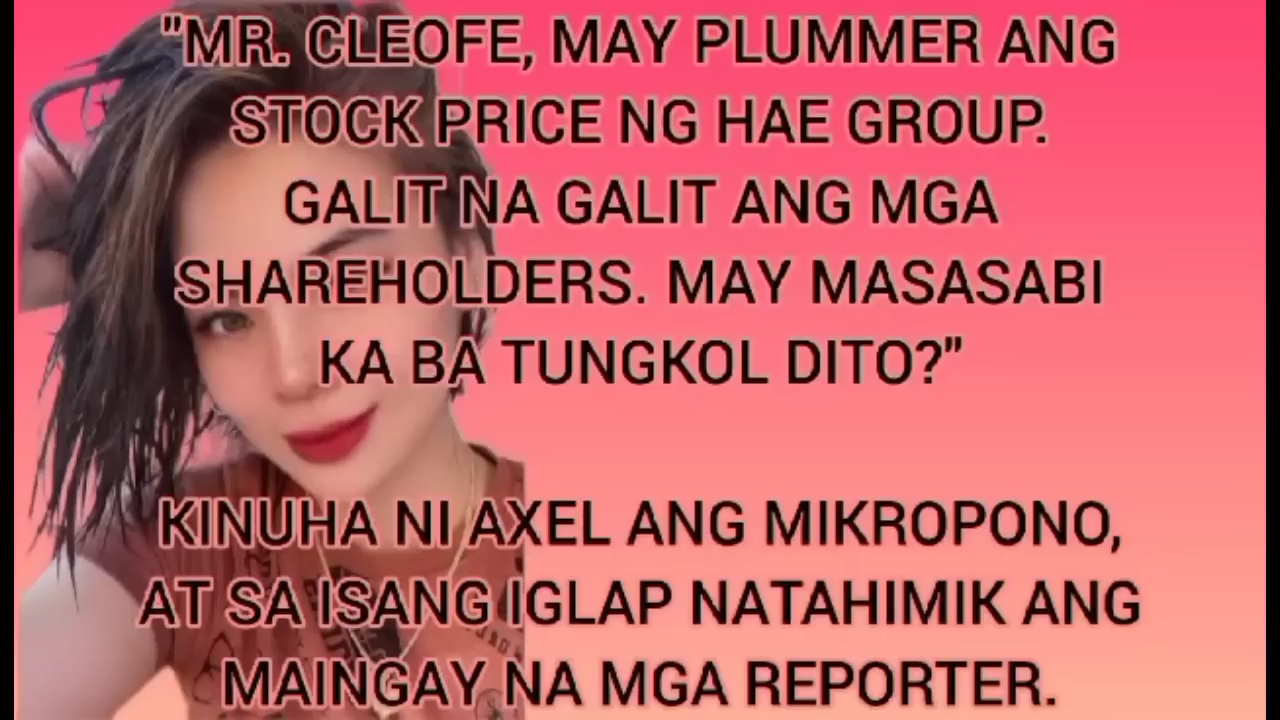 "MR. CLEOFE, MAY PLUMMER ANG
STOCK PRICE NG HAE GROUP.
GALIT NA GALIT ANG MGA
SHAREHOLDERS. MAY MASASABI
KA BA TUNGKOL DITO?”
KINUHA NI AXEL ANG MIKROPONO,
AT SA ISANG IGLAP NATAHIMIK ANG
MAINGAY NA MGA REPORTER.